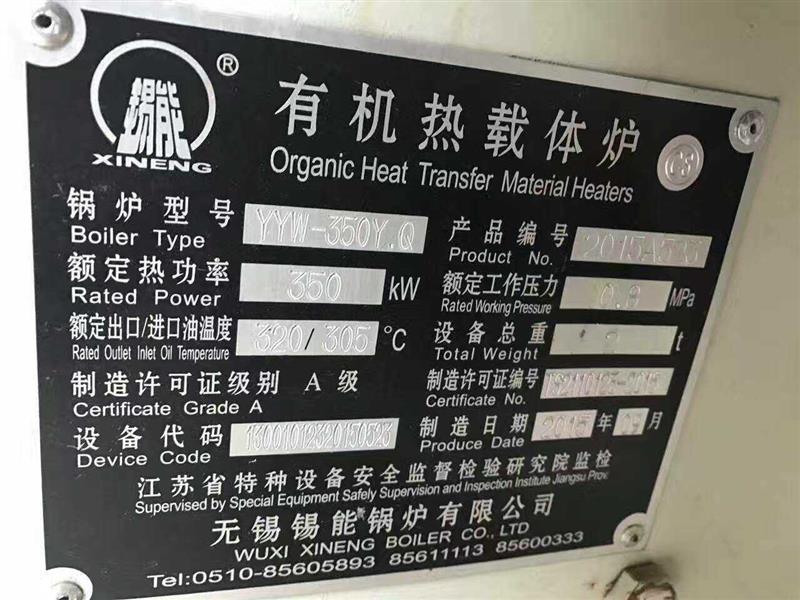 锡能 ®
XINENG
有机热载体炉
Organic Heat Transfer Material Heaters
CS
锅炉型号 YYW-350Y.Q 产品编号
Boiler Type Product No.
额定热功率 350 kW 额定工作压力 0.8 MPa
Rated Power Rated Working Pressure
额定出口/进口油温度 320/305 °C 设备总重 t
Rated Outlet Inlet Oil Temperature Total Weight
制造许可证级别 A 级 制造许可证编号
Certificate Grade A Certificate No.
设备代码 制造日期 2015 年 09 月
Device Code Produce Date
江苏省特种设备安全监督检验研究院监检
Supervised by Special Equipment Safely Supervision and Inspection Institute Jiangsu Prov.
无锡锡能锅炉有限公司
WUXI XINENG BOILER CO., LTD
Tel:0510-85605893 85611113 85600333